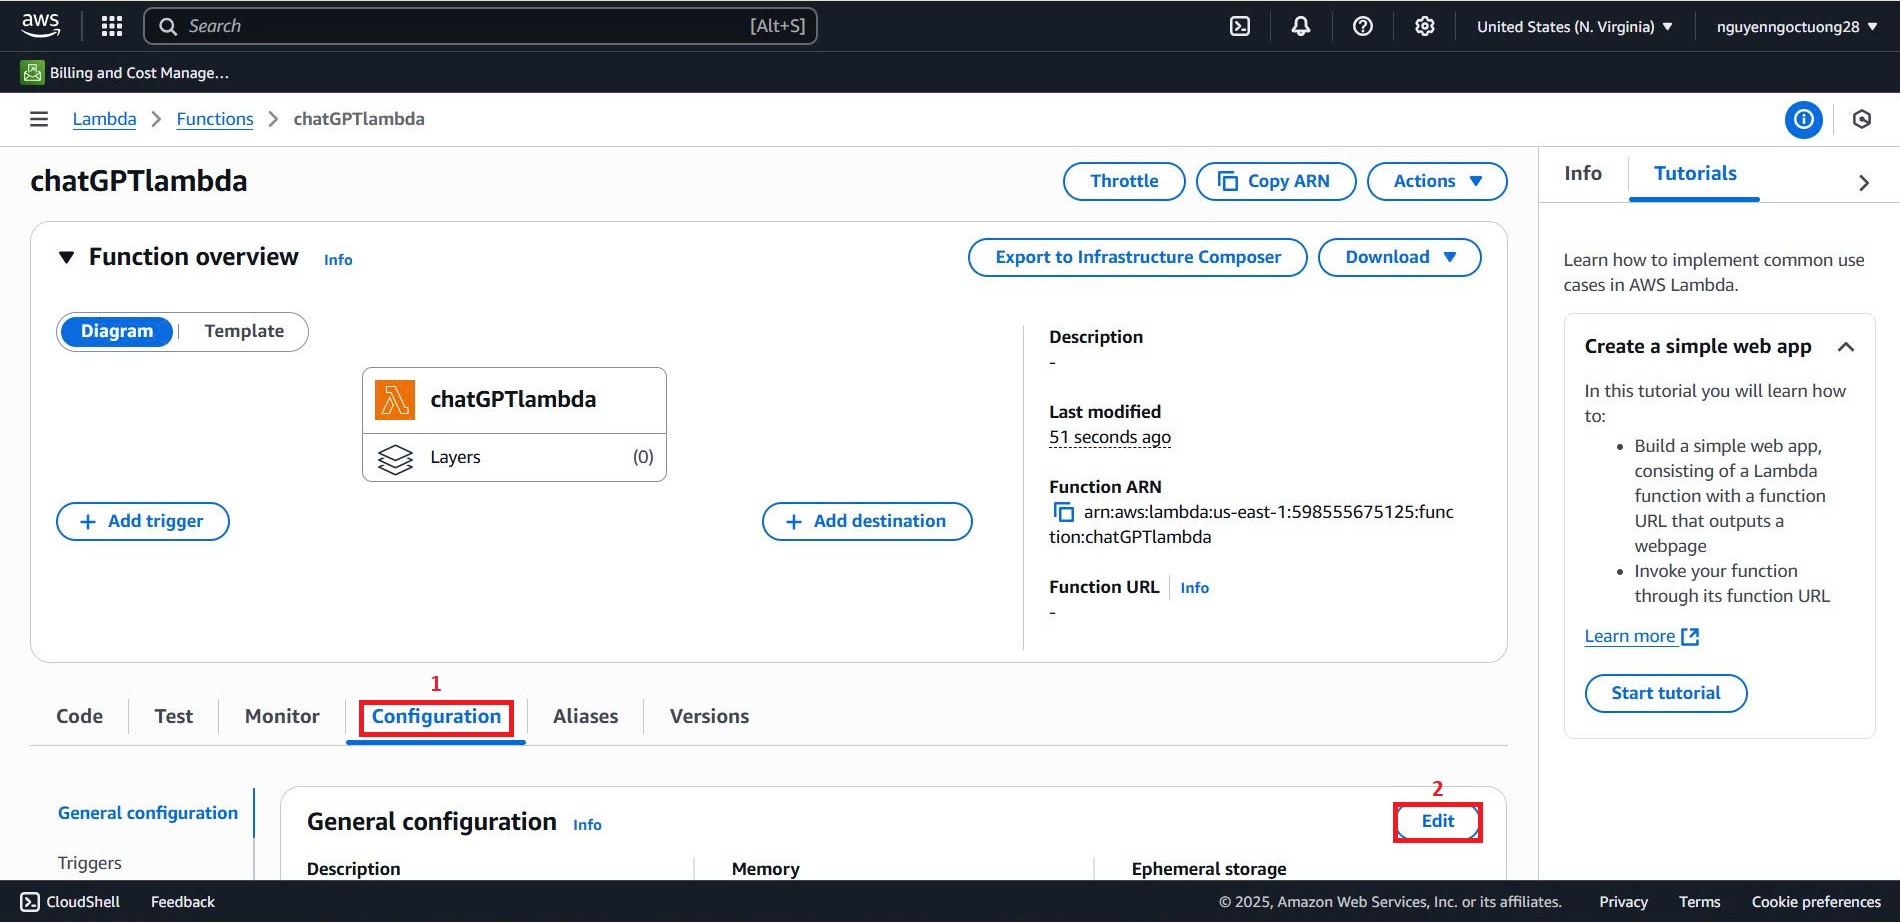 aws
Search [Alt+S]
United States (N. Virginia)
nguyenngoctuong28
Billing and Cost Manage...
Lambda
Functions
chatGPTlambda
chatGPTlambda
Throttle
Copy ARN
Actions
Info
Tutorials
Function overview
Info
Export to Infrastructure Composer
Download
Diagram
Template
chatGPTlambda
Layers
(0)
Add trigger
Add destination
Description
-
Last modified
51 seconds ago
Function ARN
arn:aws:lambda:us-east-1:598555675125:func
tion:chatGPTlambda
Function URL
Info
-
Learn how to implement common use
cases in AWS Lambda.
Create a simple web app
In this tutorial you will learn how
to:
• Build a simple web app,
consisting of a Lambda
function with a function
URL that outputs a
webpage
• Invoke your function
through its function URL
Learn more
Start tutorial
1
Code
Test
Monitor
Configuration
Aliases
Versions
General configuration
Triggers
General configuration
Info
2
Edit
Description
Memory
Ephemeral storage
CloudShell
Feedback
© 2025, Amazon Web Services, Inc. or its affiliates.
Privacy
Terms
Cookie preferences